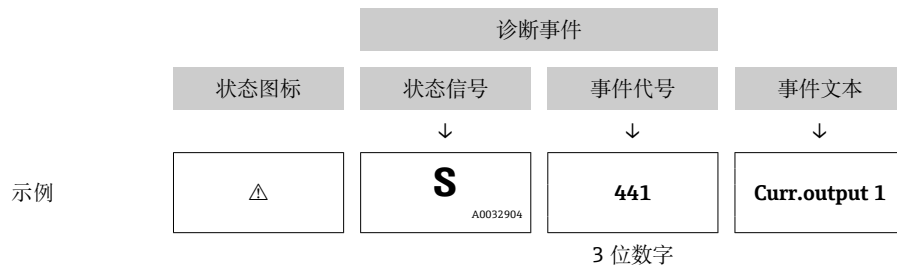 诊断事件
状态图标 状态信号 事件代号 事件文本
↓ ↓ ↓
示例 ⚠ S 441 Curr.output 1
A0032904
3 位数字